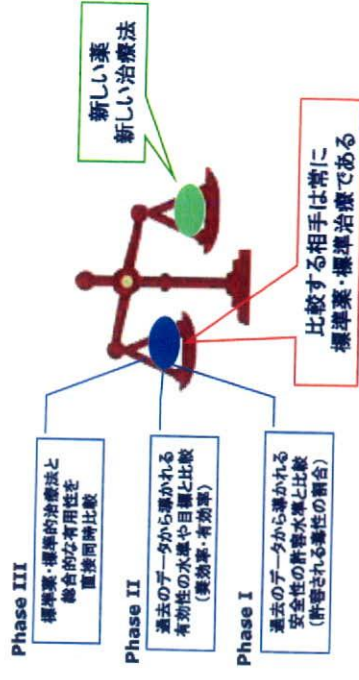 Phase III
標準薬・標準的治療法と
総合的な有用性を
直接同時比較
Phase II
過去のデータから導かれる
有効性の水準や目標と比較
（奏効率・有効率）
Phase I
過去のデータから導かれる
安全性の許容水準と比較
（許容される毒性の割合）
新しい薬
新しい治療法
比較する相手は常に
標準薬・標準治療である